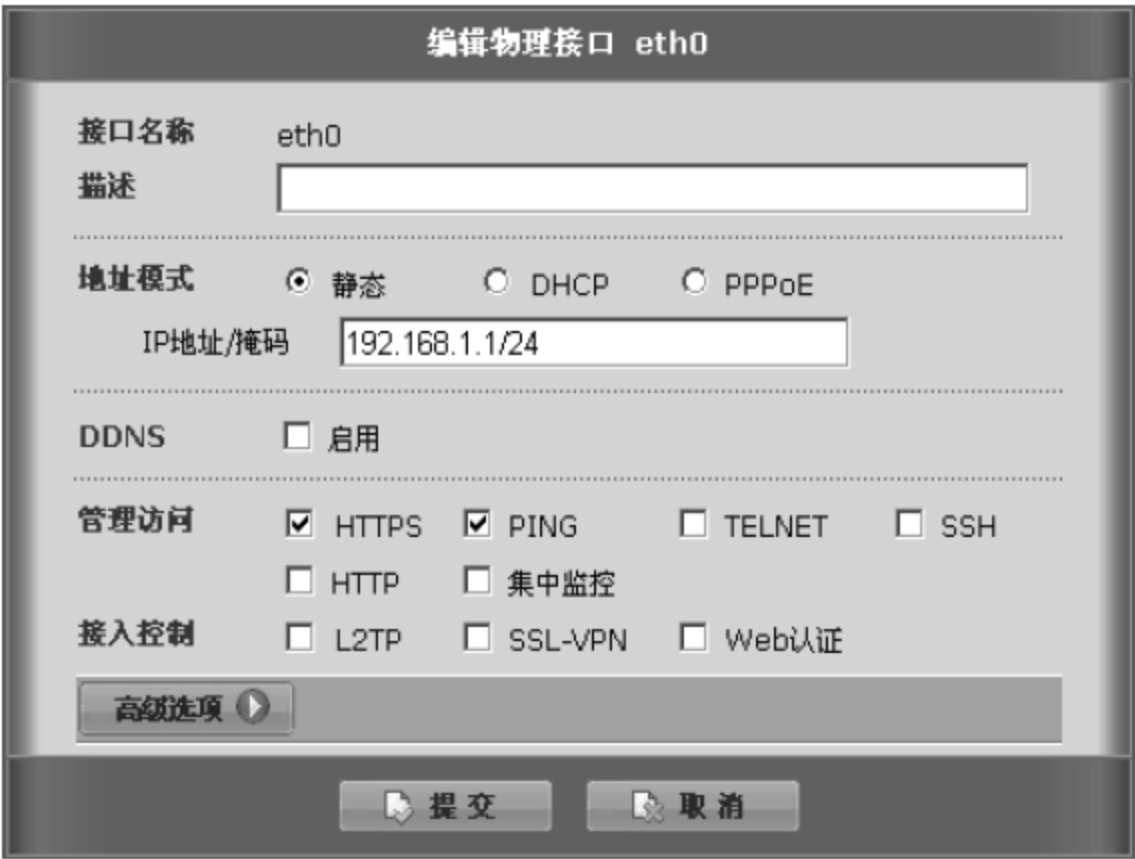 编辑物理接口 eth0
接口名称 eth0
描述
地址模式 静态 DHCP PPPoE
IP地址/掩码 192.168.1.1/24
DDNS 启用
管理访问 HTTPS PING TELNET SSH
HTTP 集中监控
接入控制 L2TP SSL-VPN Web认证
高级选项
提交 取消